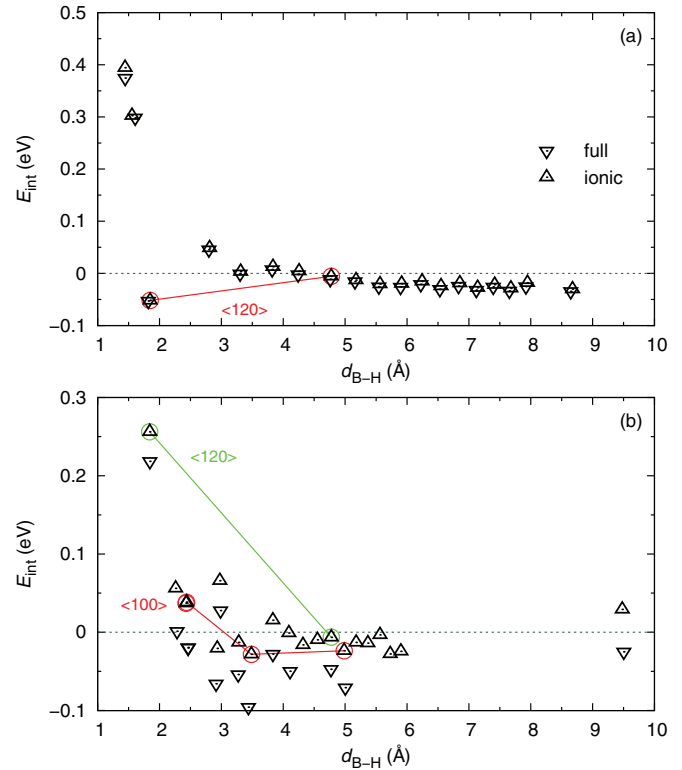 0.5
(a)
0.4
0.3
full
ionic
0.2
E_int (eV)
0.1
0
<120>
−0.1
1 2 3 4 5 6 7 8 9 10
d_B−H (Å)
0.3
(b)
<120>
0.2
0.1
E_int (eV)
<100>
0
−0.1
1 2 3 4 5 6 7 8 9 10
d_B−H (Å)